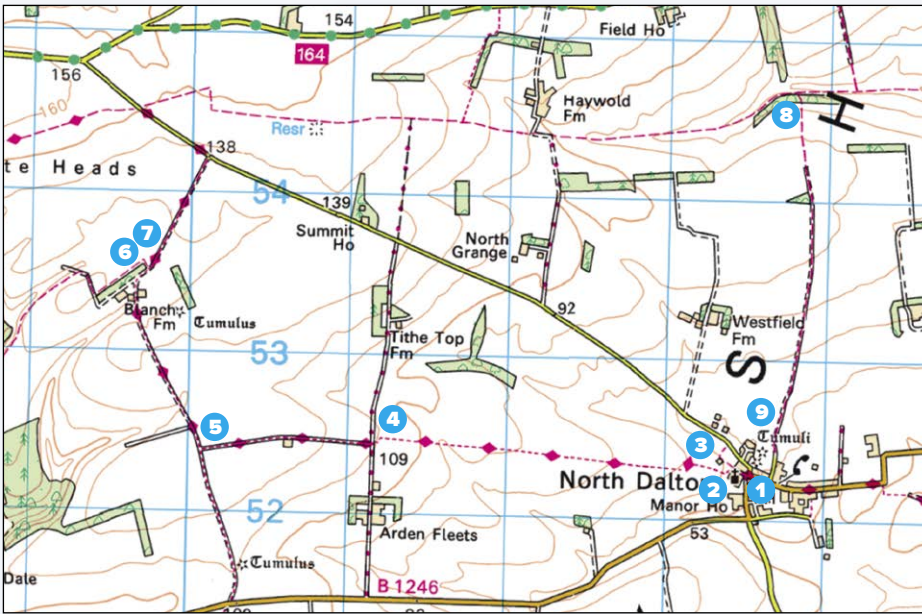 154
Field Ho
164
156
160
Haywold
Fm
8
H
Resr
138
te Heads
54
139
Summit
Ho
North
Grange
7
6
92
Blanch
Fm
Tumulus
53
Tithe Top
Fm
Westfield
Fm
S
9
4
5
Tumuli
3
109
North Dalto
2
1
Manor Ho
52
53
Arden Fleets
Tumulus
Dale
B 1246